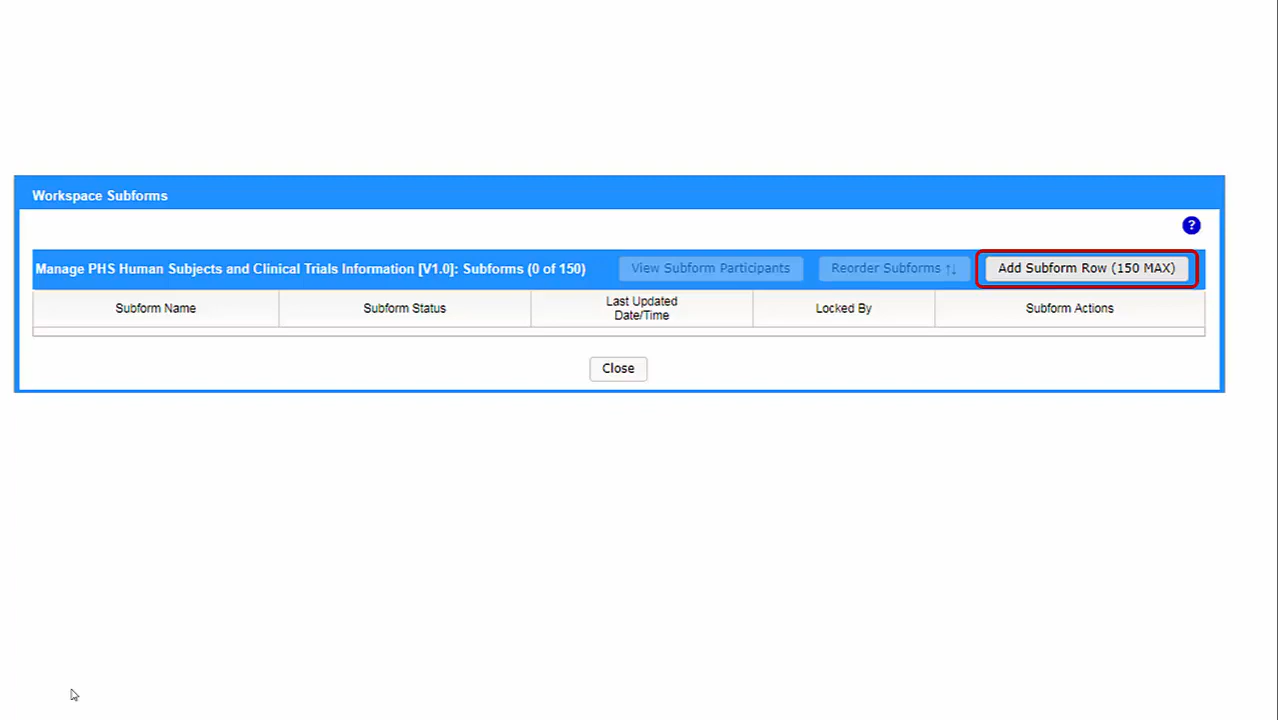 Workspace Subforms
?
Manage PHS Human Subjects and Clinical Trials Information [V1.0]: Subforms (0 of 150) View Subform Participants Reorder Subforms ↑↓ Add Subform Row (150 MAX)
Subform Name Subform Status Last Updated Date/Time Locked By Subform Actions
Close